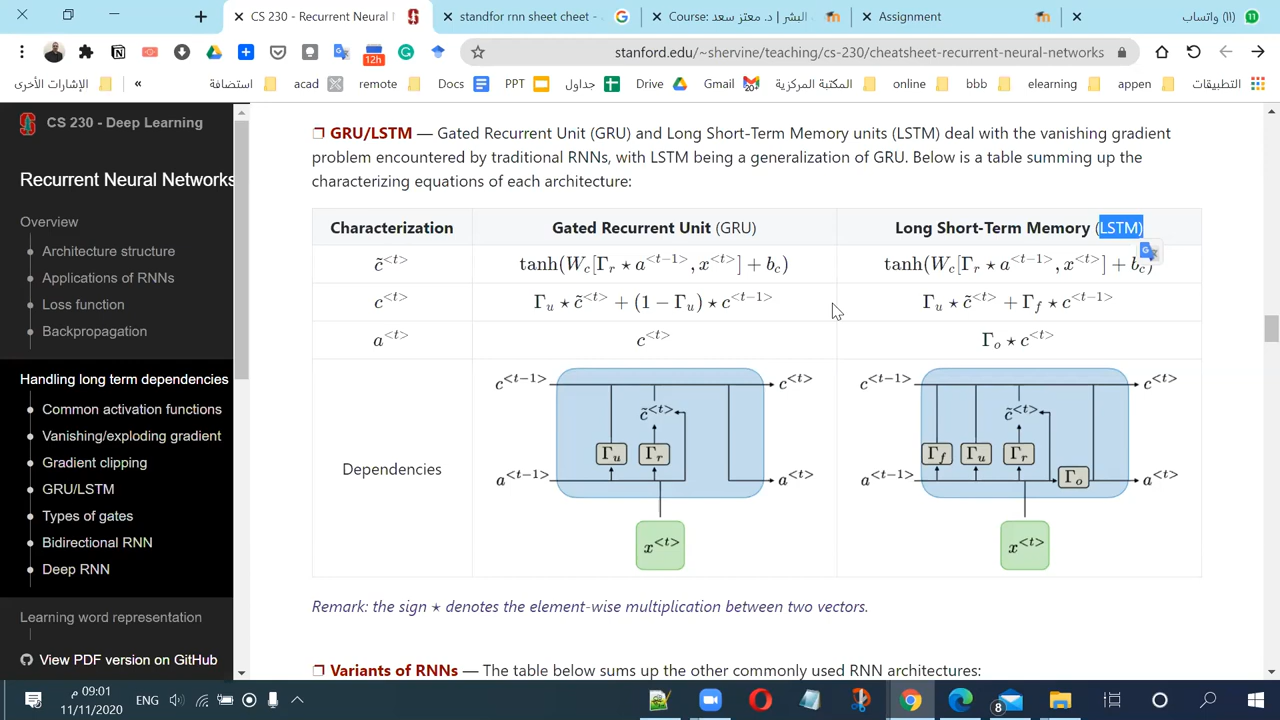 CS 230 - Recurrent Neural
standfor rnn sheet cheet -
Course: البشر | د. معتز سعد
Assignment
(11) واتساب
11
12h
stanford.edu/~shervine/teaching/cs-230/cheatsheet-recurrent-neural-networks
الإشارات الأخرى
«
استضافة
acad
remote
Docs
PPT
جداول
Drive
Gmail
المكتبة المركزية
online
bbb
elearning
appen
التطبيقات
CS 230 - Deep Learning
Recurrent Neural Networks
Overview
Architecture structure
Applications of RNNs
Loss function
Backpropagation
Handling long term dependencies
Common activation functions
Vanishing/exploding gradient
Gradient clipping
GRU/LSTM
Types of gates
Bidirectional RNN
Deep RNN
Learning word representation
View PDF version on GitHub
❐ GRU/LSTM — Gated Recurrent Unit (GRU) and Long Short-Term Memory units (LSTM) deal with the vanishing gradient
problem encountered by traditional RNNs, with LSTM being a generalization of GRU. Below is a table summing up the
characterizing equations of each architecture:
Characterization Gated Recurrent Unit (GRU) Long Short-Term Memory (LSTM)
c̃<t> tanh(Wc[Γr ⋆ a<t−1>, x<t>] + bc) tanh(Wc[Γr ⋆ a<t−1>, x<t>] + bc)
c<t> Γu ⋆ c̃<t> + (1 − Γu) ⋆ c<t−1> Γu ⋆ c̃<t> + Γf ⋆ c<t−1>
a<t> c<t> Γo ⋆ c<t>
Dependencies
c<t−1> c<t> c<t−1> c<t>
c̃<t> c̃<t>
Γu Γr Γf Γu Γr
a<t−1> a<t> a<t−1> Γo a<t>
x<t> x<t>
Remark: the sign ⋆ denotes the element-wise multiplication between two vectors.
❐ Variants of RNNs — The table below sums up the other commonly used RNN architectures:
09:01 م
11/11/2020
ENG
8